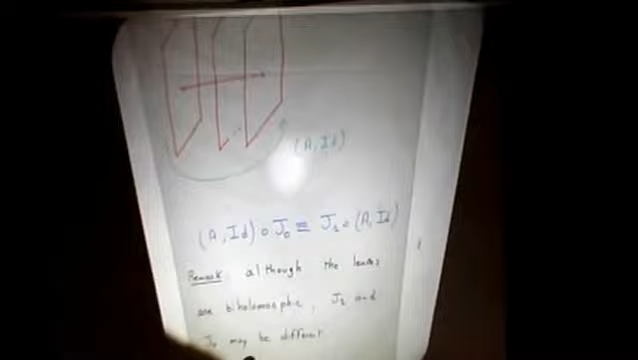 (A, Id)
(A, Id) ∘ J₀ ≡ J₁ ∘ (A, Id)
Remark: although the leaves
are biholomorphic, J₁ and
J₀ may be different